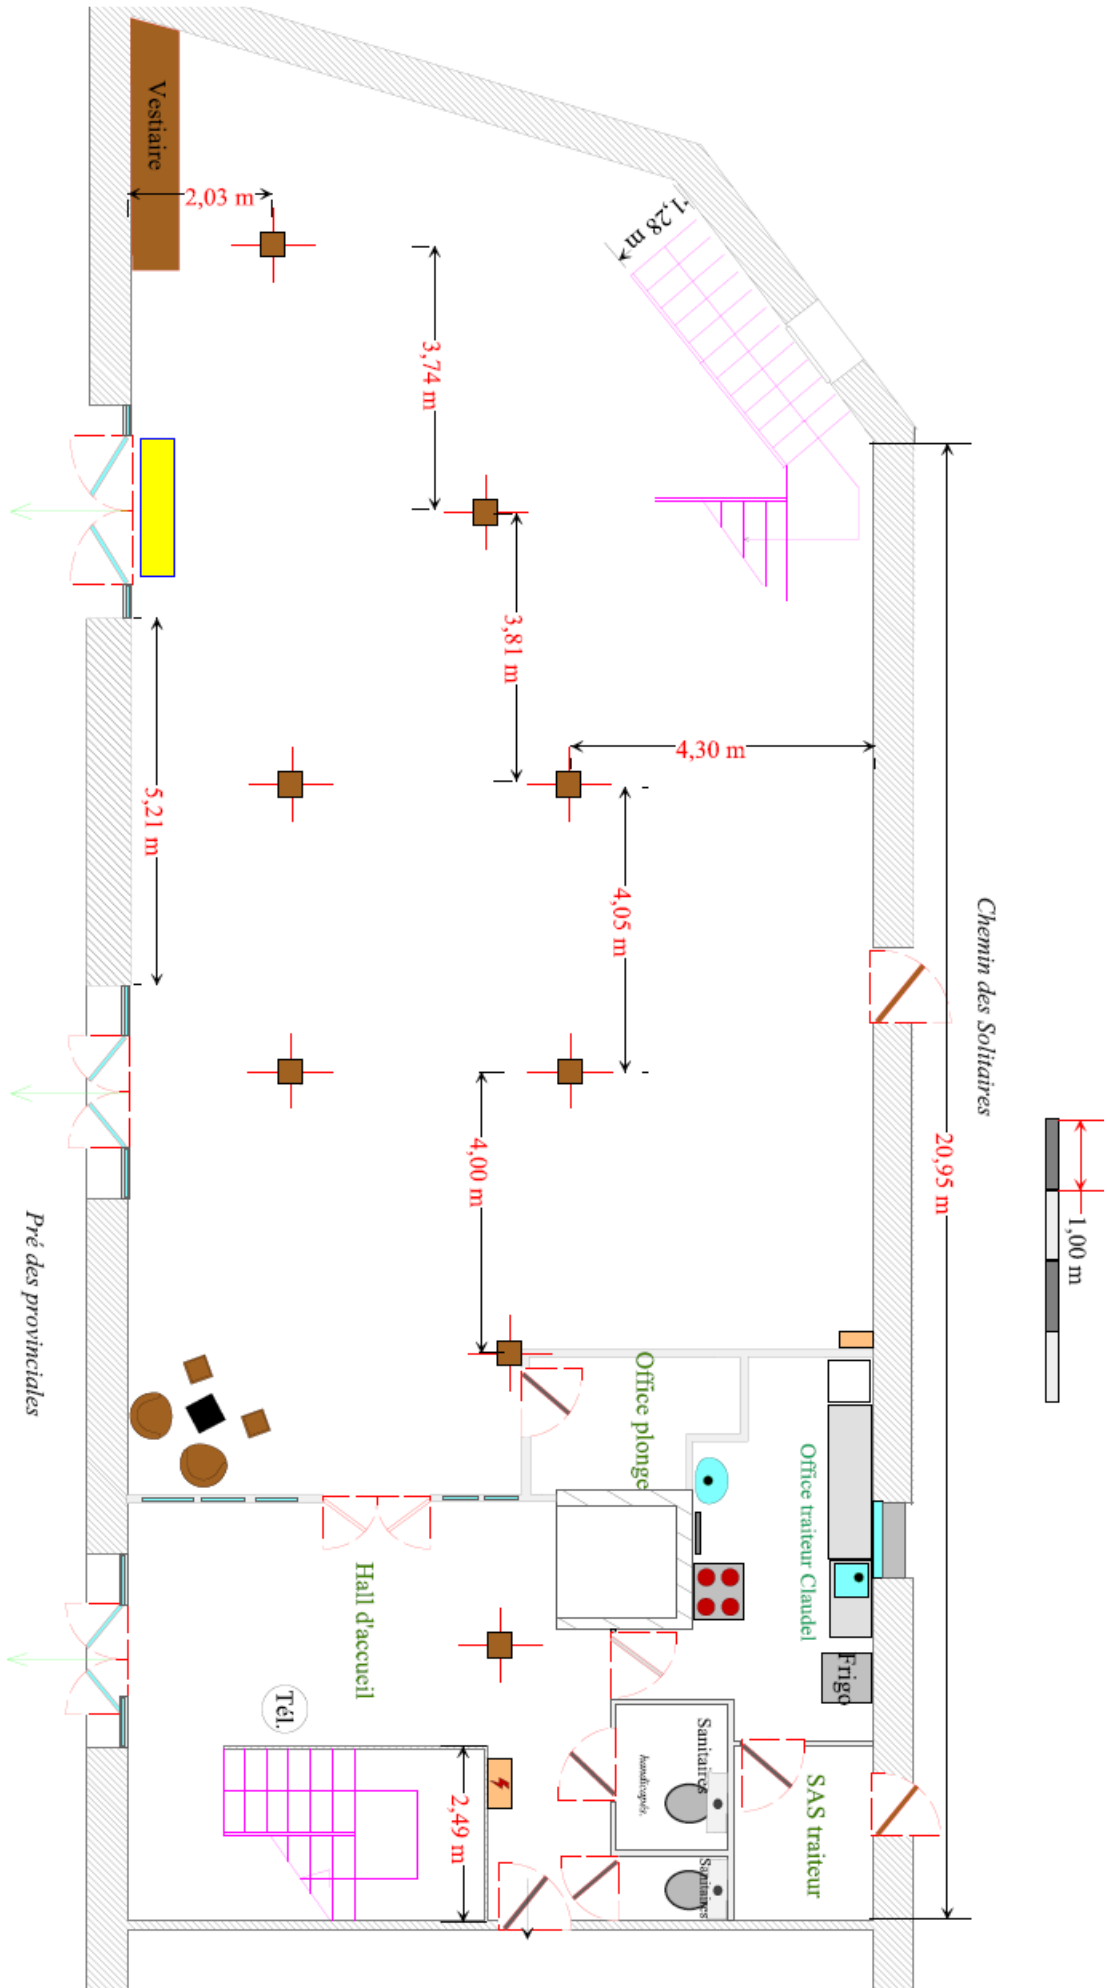 Vestiaire
2,03 m
1,28 m
3,74 m
3,81 m
4,30 m
5,21 m
4,05 m
Chemin des Solitaires
20,95 m
4,00 m
1,00 m
Pré des provinciales
Office plonge
Office traiteur Claudel
Hall d'accueil
Frigo
Tél.
Sanitaires
handicapés.
SAS traiteur
2,49 m
Sanitaires